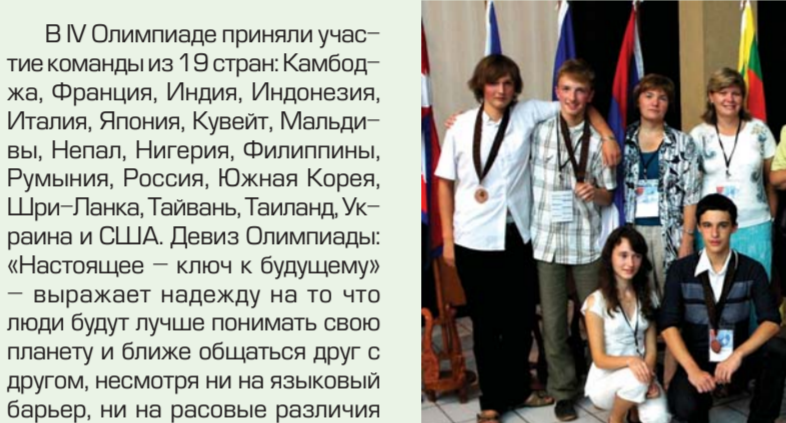 В IV Олимпиаде приняли учас-
тие команды из 19 стран: Камбод-
жа, Франция, Индия, Индонезия,
Италия, Япония, Кувейт, Мальди-
вы, Непал, Нигерия, Филиппины,
Румыния, Россия, Южная Корея,
Шри-Ланка, Тайвань, Таиланд, Ук-
раина и США. Девиз Олимпиады:
«Настоящее – ключ к будущему»
– выражает надежду на то что
люди будут лучше понимать свою
планету и ближе общаться друг с
другом, несмотря ни на языковый
барьер, ни на расовые различия